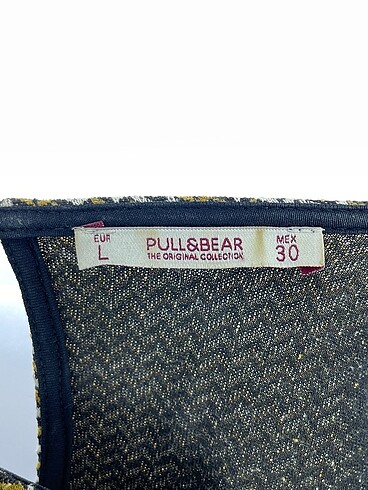 EUR
L
PULL&BEAR
THE ORIGINAL COLLECTION
MEX
30